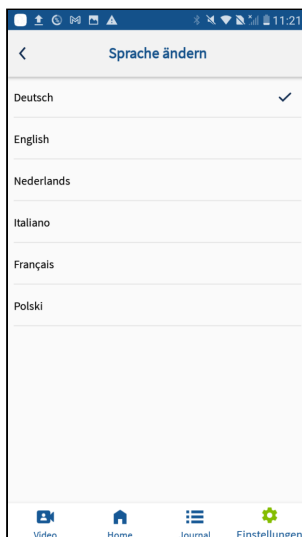 11:21
Sprache ändern
Deutsch
English
Nederlands
Italiano
Français
Polski
Video Home Journal Einstellungen